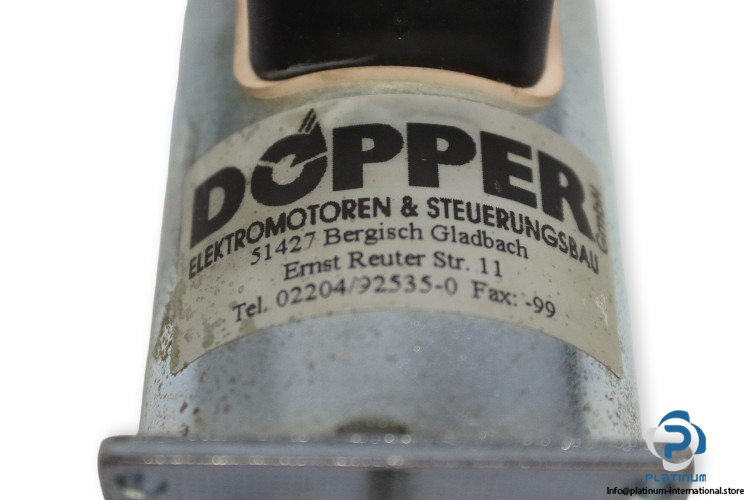 DÖPPER GmbH
ELEKTROMOTOREN & STEUERUNGSBAU
51427 Bergisch Gladbach
Ernst Reuter Str. 11
Tel. 02204/92535-0 Fax: -99
PLATINUM
Info@platinum-international.store